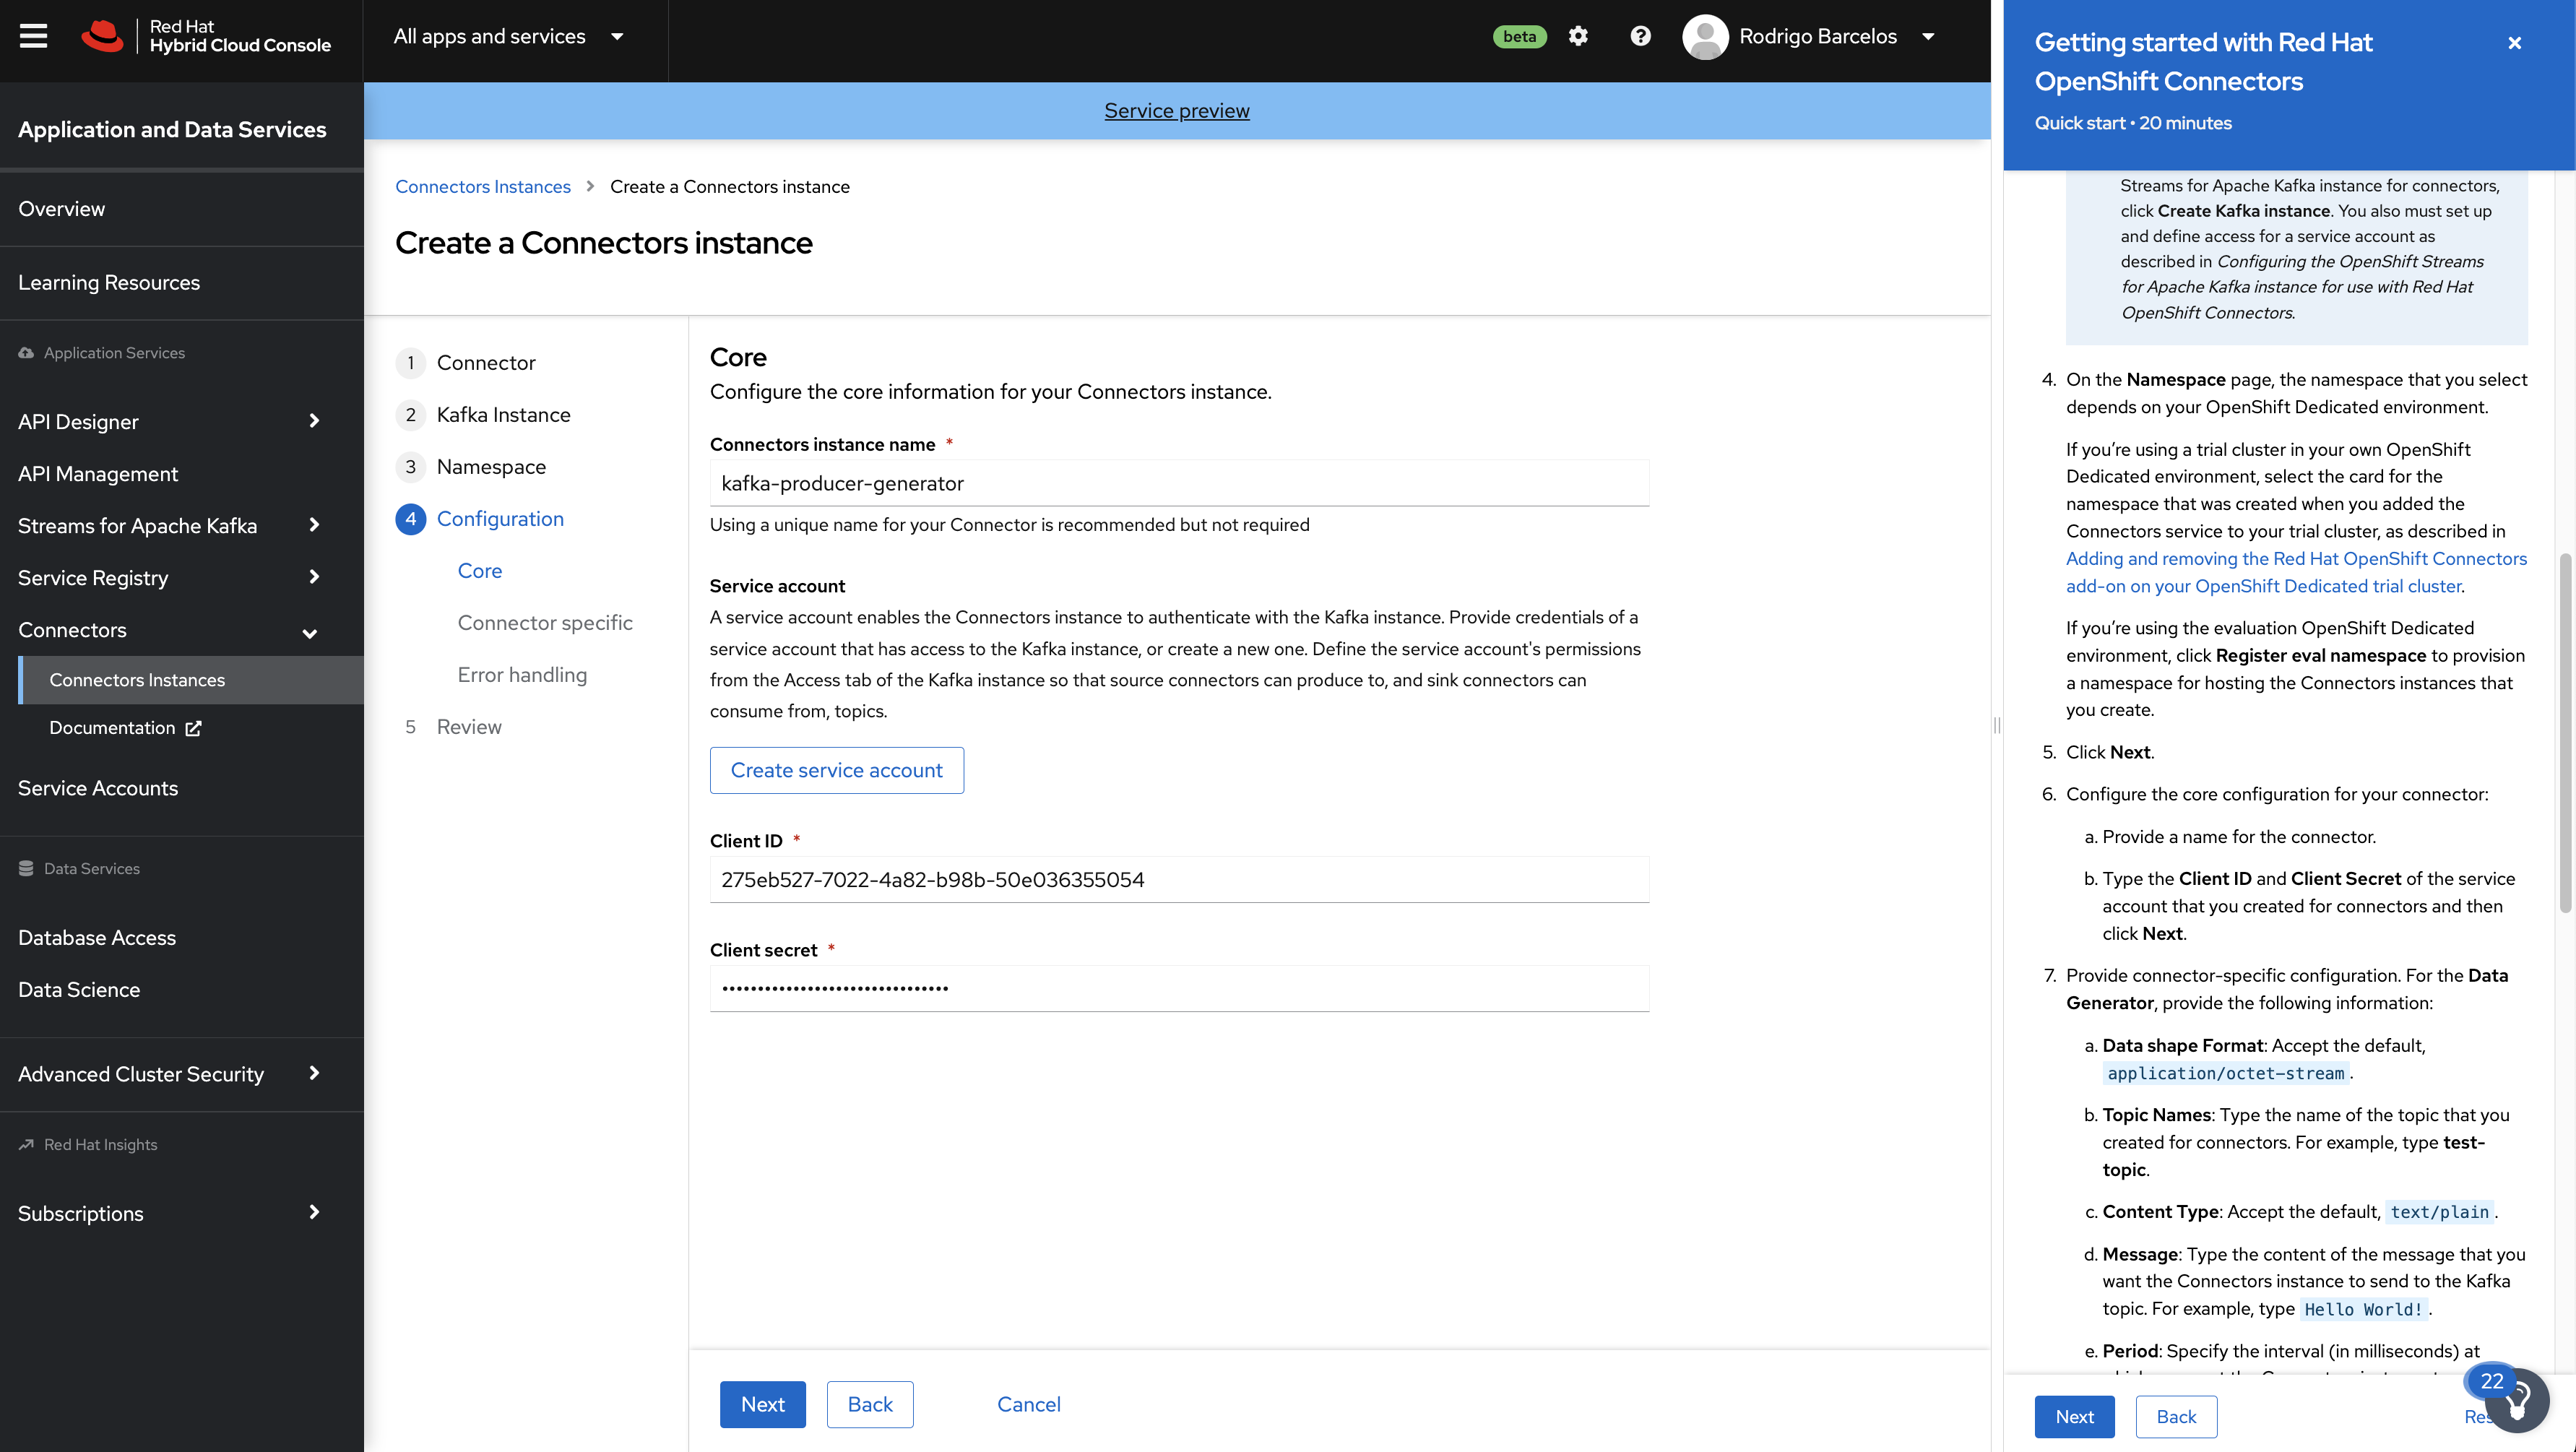 Red Hat
Hybrid Cloud Console
All apps and services
beta
Rodrigo Barcelos
Application and Data Services
Overview
Learning Resources
Application Services
API Designer
API Management
Streams for Apache Kafka
Service Registry
Connectors
Connectors Instances
Documentation
Service Accounts
Data Services
Database Access
Data Science
Advanced Cluster Security
Red Hat Insights
Subscriptions
Service preview
Connectors Instances > Create a Connectors instance
Create a Connectors instance
1 Connector
2 Kafka Instance
3 Namespace
4 Configuration
Core
Connector specific
Error handling
5 Review
Core
Configure the core information for your Connectors instance.
Connectors instance name *
kafka-producer-generator
Using a unique name for your Connector is recommended but not required
Service account
A service account enables the Connectors instance to authenticate with the Kafka instance. Provide credentials of a
service account that has access to the Kafka instance, or create a new one. Define the service account's permissions
from the Access tab of the Kafka instance so that source connectors can produce to, and sink connectors can
consume from, topics.
Create service account
Client ID *
275eb527-7022-4a82-b98b-50e036355054
Client secret *
••••••••••••••••••••••••••••••••
Next Back Cancel
Getting started with Red Hat
OpenShift Connectors
Quick start • 20 minutes
Streams for Apache Kafka instance for connectors,
click Create Kafka instance. You also must set up
and define access for a service account as
described in Configuring the OpenShift Streams
for Apache Kafka instance for use with Red Hat
OpenShift Connectors.
4. On the Namespace page, the namespace that you select
depends on your OpenShift Dedicated environment.
If you’re using a trial cluster in your own OpenShift
Dedicated environment, select the card for the
namespace that was created when you added the
Connectors service to your trial cluster, as described in
Adding and removing the Red Hat OpenShift Connectors
add-on on your OpenShift Dedicated trial cluster.
If you’re using the evaluation OpenShift Dedicated
environment, click Register eval namespace to provision
a namespace for hosting the Connectors instances that
you create.
5. Click Next.
6. Configure the core configuration for your connector:
a. Provide a name for the connector.
b. Type the Client ID and Client Secret of the service
account that you created for connectors and then
click Next.
7. Provide connector-specific configuration. For the Data
Generator, provide the following information:
a. Data shape Format: Accept the default,
application/octet-stream.
b. Topic Names: Type the name of the topic that you
created for connectors. For example, type test-
topic.
c. Content Type: Accept the default, text/plain.
d. Message: Type the content of the message that you
want the Connectors instance to send to the Kafka
topic. For example, type Hello World!.
e. Period: Specify the interval (in milliseconds) at
22
Next Back